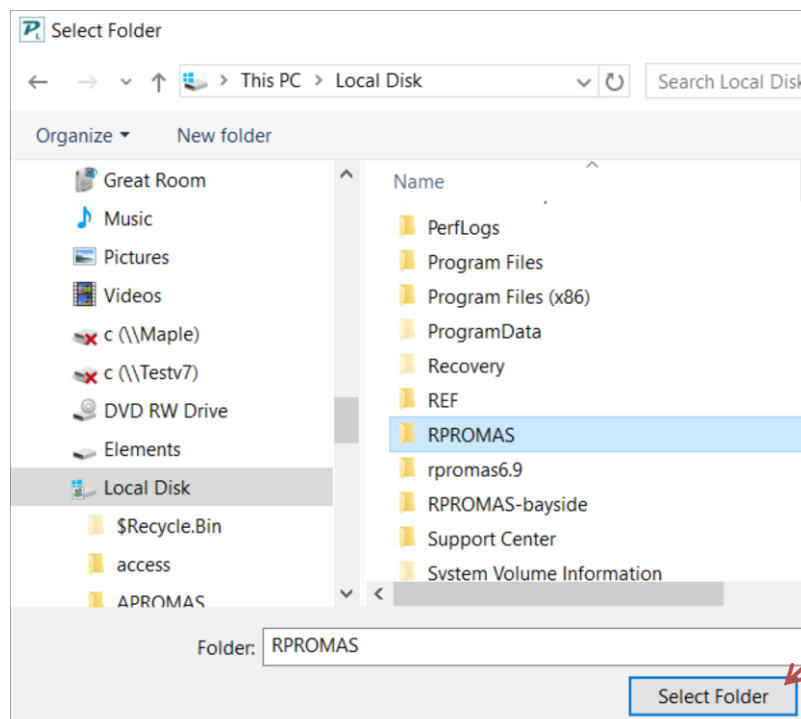 Select Folder
This PC > Local Disk
Search Local Disk
Organize
New folder
Great Room
Music
Pictures
Videos
c (\\Maple)
c (\\Testv7)
DVD RW Drive
Elements
Local Disk
$Recycle.Bin
access
APROMAS
Name
PerfLogs
Program Files
Program Files (x86)
ProgramData
Recovery
REF
RPROMAS
rpromas6.9
RPROMAS-bayside
Support Center
System Volume Information
Folder: RPROMAS
Select Folder